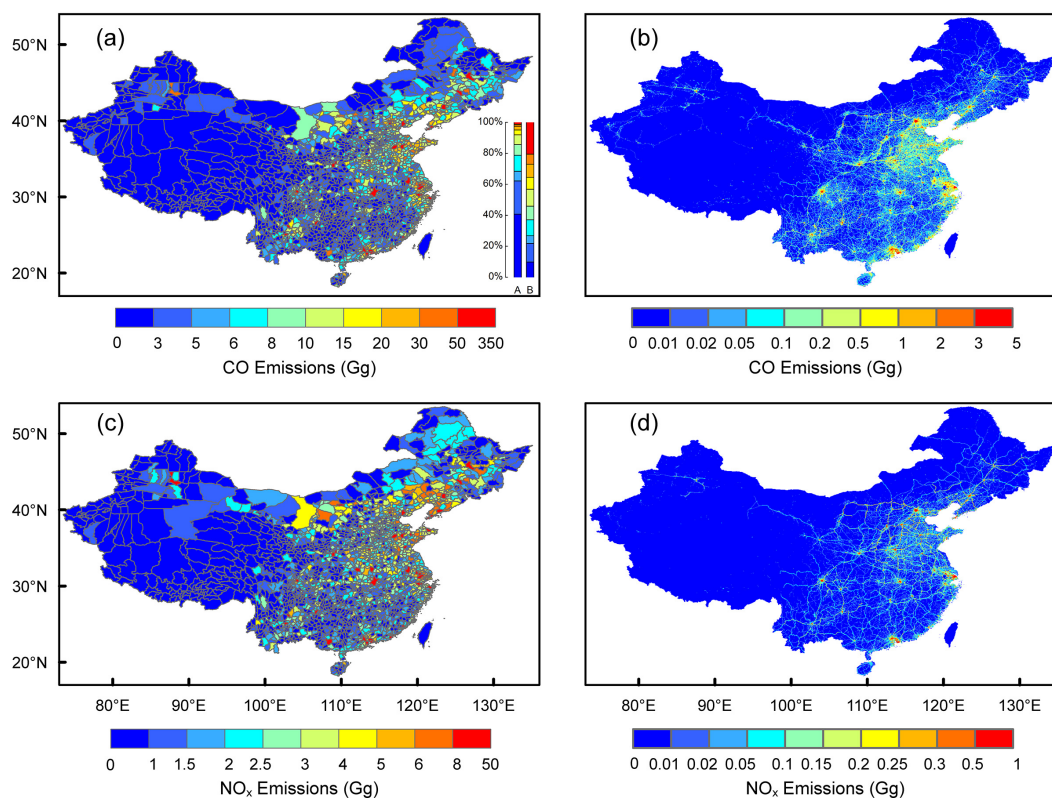 (a)
(b)
50°N
40°N
30°N
20°N
100%
80%
60%
40%
20%
0%
A B
0 3 5 6 8 10 15 20 30 50 350
CO Emissions (Gg)
0 0.01 0.02 0.05 0.1 0.2 0.5 1 2 3 5
CO Emissions (Gg)
(c)
(d)
50°N
40°N
30°N
20°N
80°E 90°E 100°E 110°E 120°E 130°E
80°E 90°E 100°E 110°E 120°E 130°E
0 1 1.5 2 2.5 3 4 5 6 8 50
NOₓ Emissions (Gg)
0 0.01 0.02 0.05 0.1 0.15 0.2 0.25 0.3 0.5 1
NOₓ Emissions (Gg)